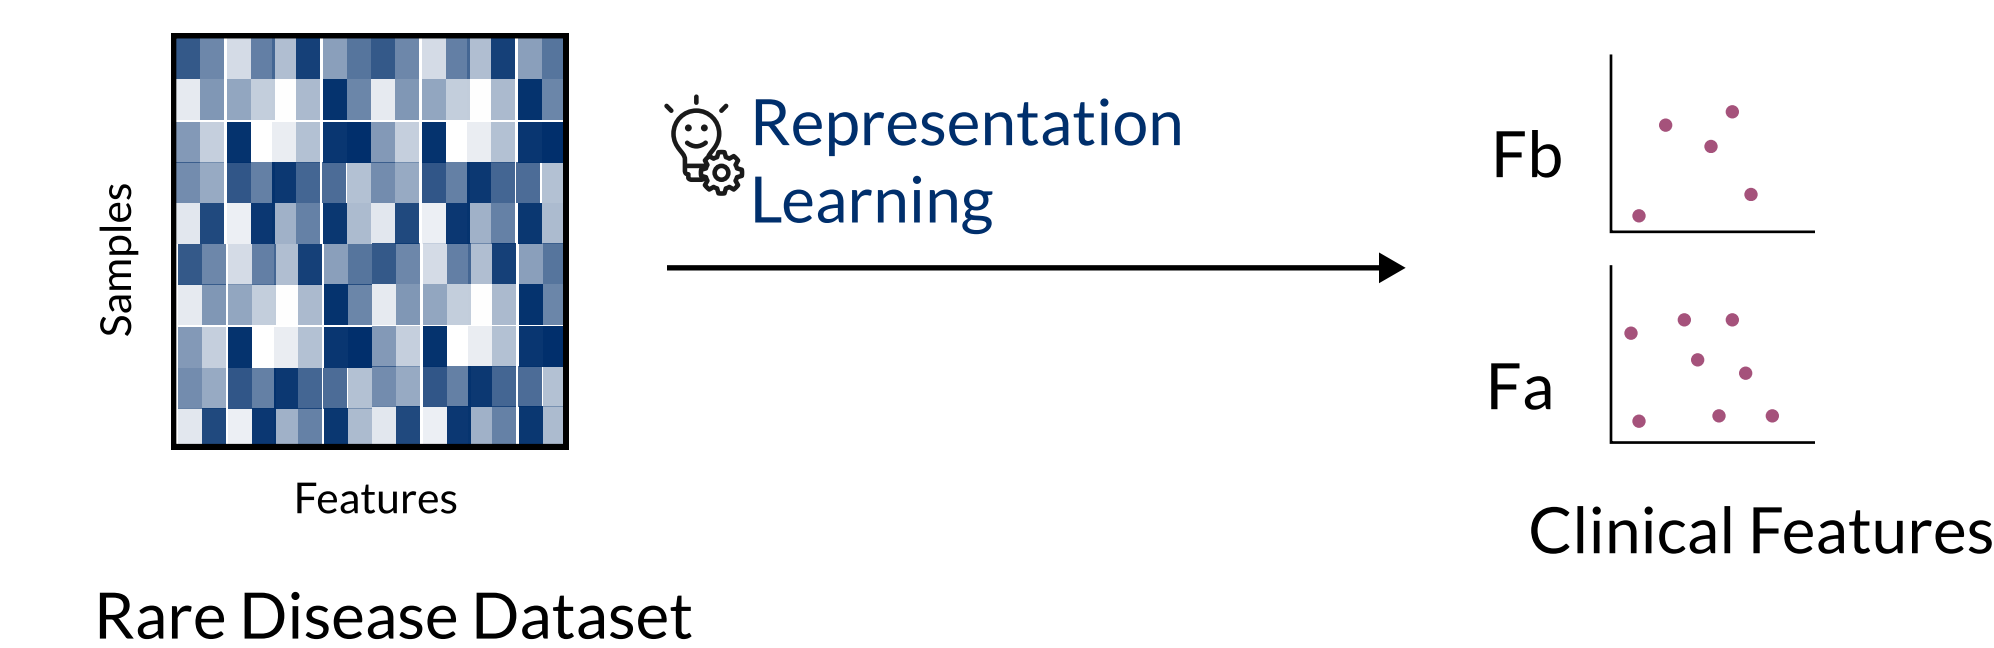 Samples
Features
Rare Disease Dataset
Representation
Learning
Fb
Fa
Clinical Features